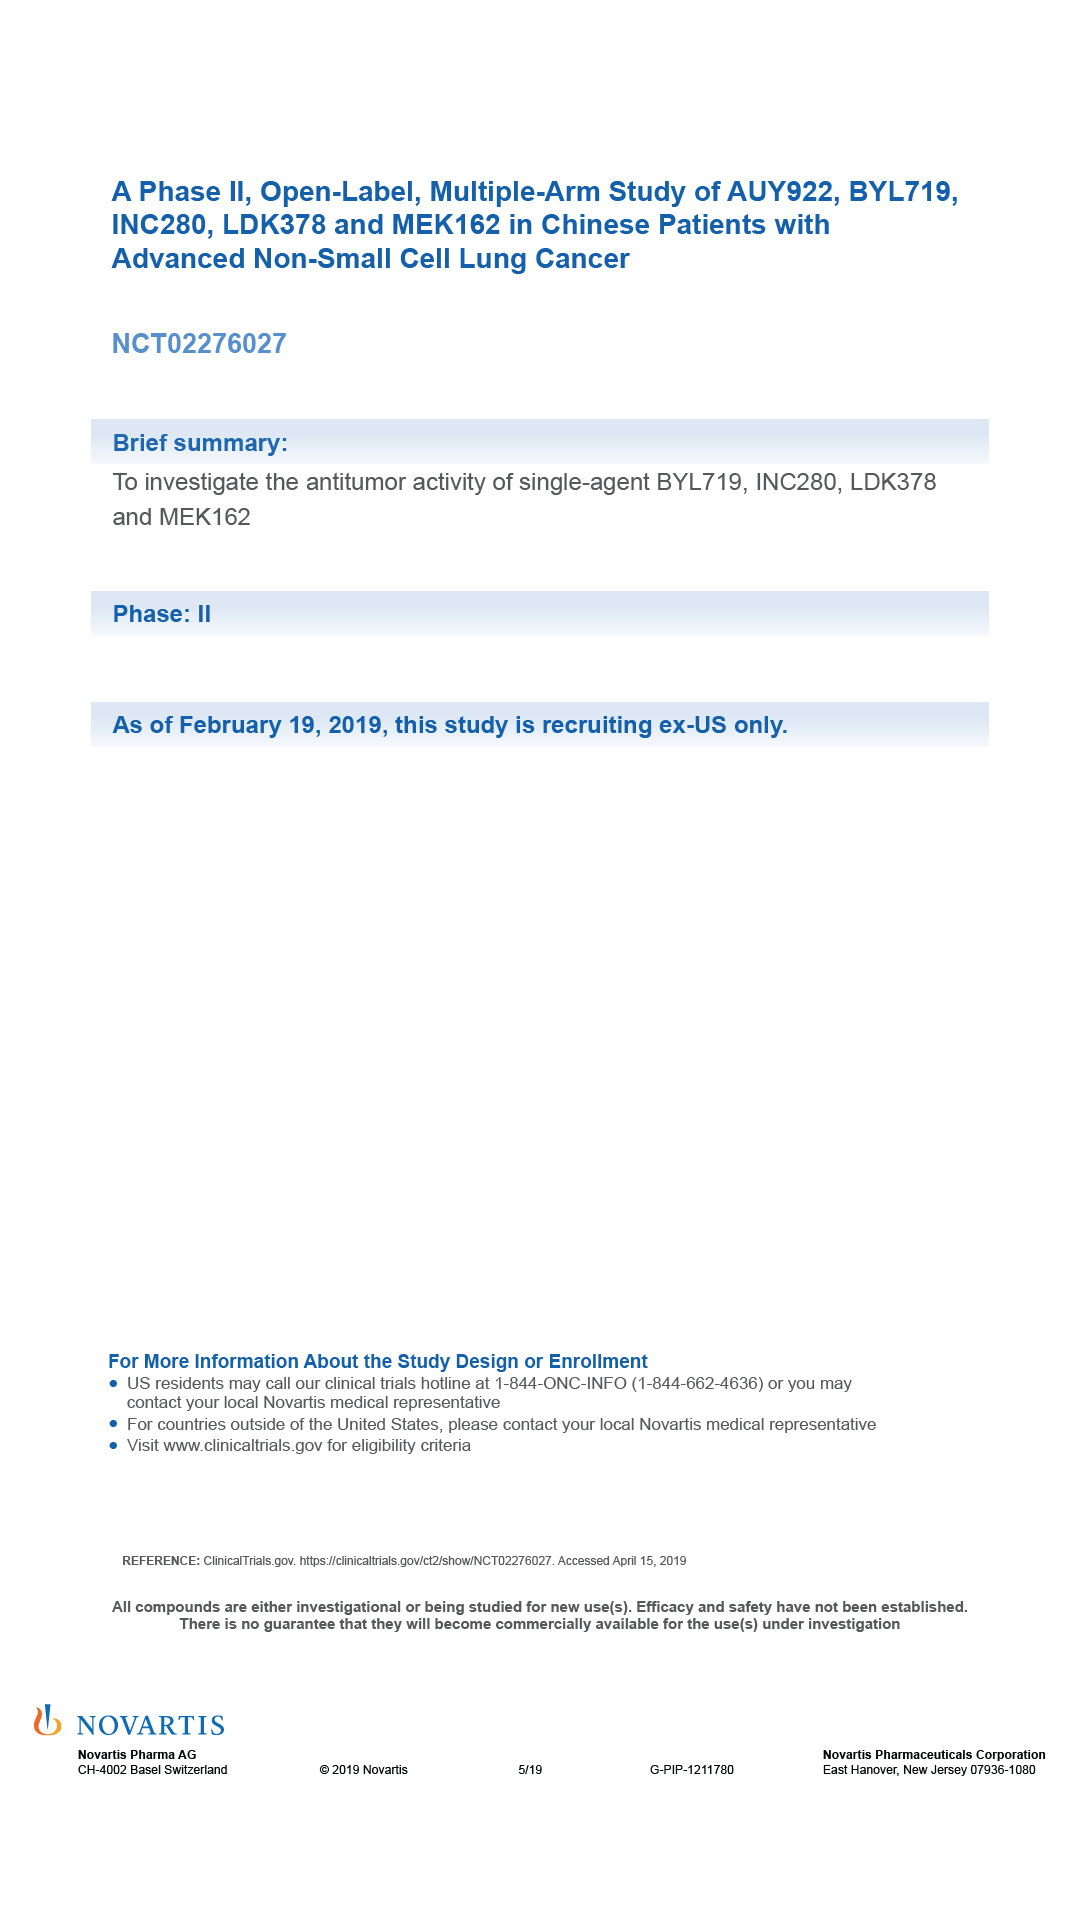 A Phase II, Open-Label, Multiple-Arm Study of AUY922, BYL719,
INC280, LDK378 and MEK162 in Chinese Patients with
Advanced Non-Small Cell Lung Cancer
NCT02276027
Brief summary:
To investigate the antitumor activity of single-agent BYL719, INC280, LDK378
and MEK162
Phase: II
As of February 19, 2019, this study is recruiting ex-US only.
For More Information About the Study Design or Enrollment
● US residents may call our clinical trials hotline at 1-844-ONC-INFO (1-844-662-4636) or you may
contact your local Novartis medical representative
● For countries outside of the United States, please contact your local Novartis medical representative
● Visit www.clinicaltrials.gov for eligibility criteria
REFERENCE: ClinicalTrials.gov. https://clinicaltrials.gov/ct2/show/NCT02276027. Accessed April 15, 2019
All compounds are either investigational or being studied for new use(s). Efficacy and safety have not been established.
There is no guarantee that they will become commercially available for the use(s) under investigation
NOVARTIS
Novartis Pharma AG
CH-4002 Basel Switzerland
© 2019 Novartis
5/19
G-PIP-1211780
Novartis Pharmaceuticals Corporation
East Hanover, New Jersey 07936-1080